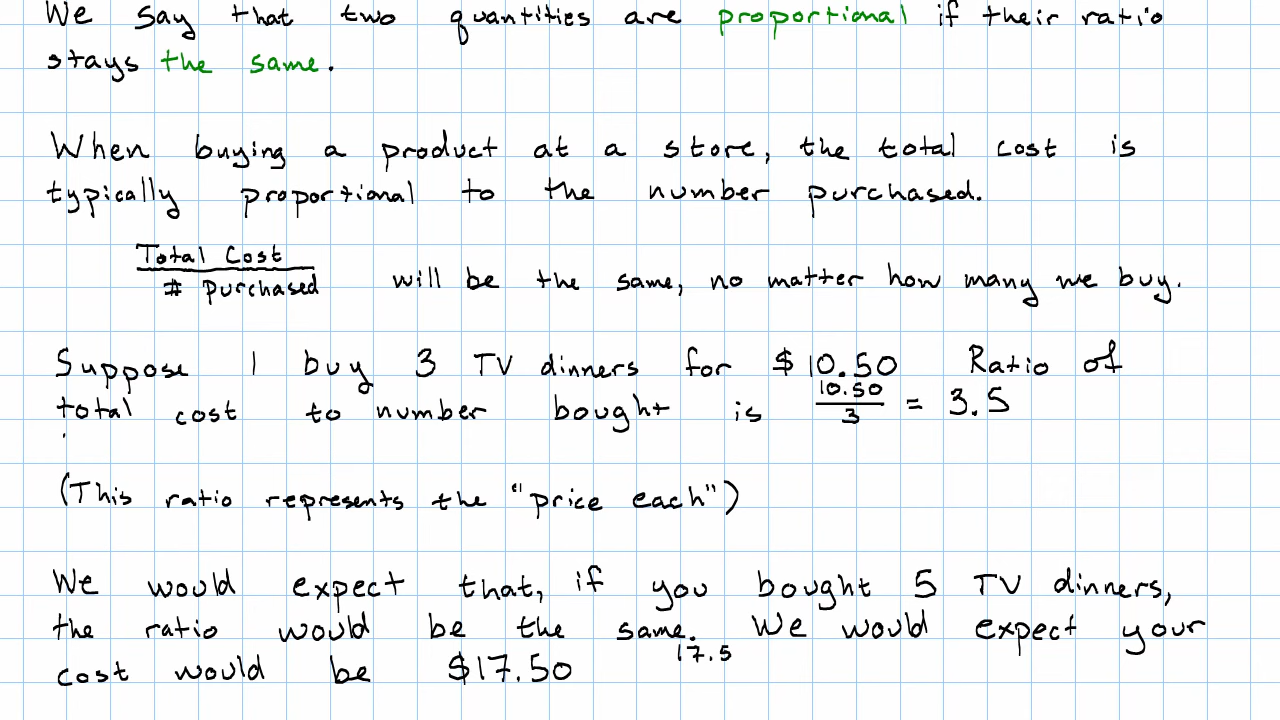 We say that two quantities are proportional if their ratio
stays the same.
When buying a product at a store, the total cost is
typically proportional to the number purchased.
Total Cost
# purchased will be the same, no matter how many we buy.
Suppose I buy 3 TV dinners for $10.50 Ratio of
total cost to number bought is 10.50/3 = 3.5
(This ratio represents the "price each")
We would expect that, if you bought 5 TV dinners,
the ratio would be the same. We would expect your
17.5
cost would be $17.50